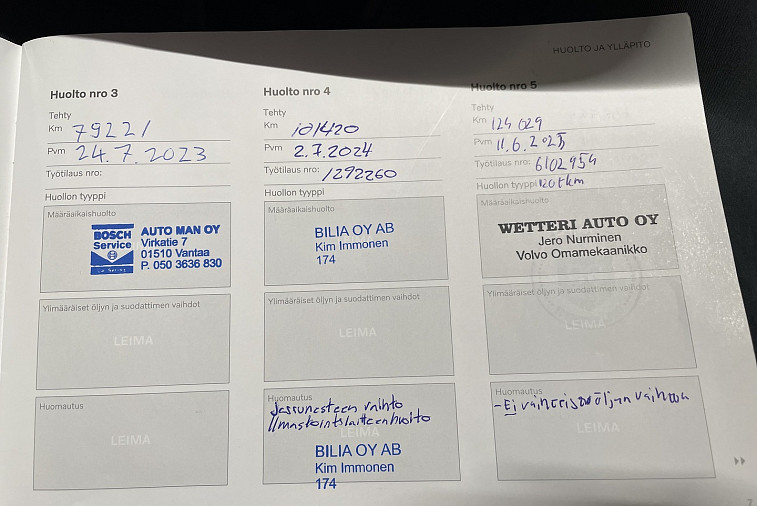 HUOLTO JA YLLÄPITO
Huolto nro 3
Tehty
Km 79221
Pvm 24.7.2023
Työtilaus nro:
Huollon tyyppi
Määräaikaishuolto
BOSCH
Service
AUTO MAN OY
Virkatie 7
01510 Vantaa
P. 050 3636 830
Ylimääräiset öljyn ja suodattimen vaihdot
LEIMA
Huomautus
LEIMA
Huolto nro 4
Tehty
Km 101420
Pvm 2.7.2024
Työtilaus nro: 1292260
Huollon tyyppi
Määräaikaishuolto
BILIA OY AB
Kim Immonen
174
Ylimääräiset öljyn ja suodattimen vaihdot
LEIMA
Huomautus
Jarrunesteen vaihto
Ilmastointilaitteenhuolto
LEIMA
BILIA OY AB
Kim Immonen
174
Huolto nro 5
Tehty
Km 124 029
Pvm 11.6.2025
Työtilaus nro: 6102954
Huollon tyyppi 120tkm
Määräaikaishuolto
WETTERI AUTO OY
Jero Nurminen
Volvo Omamekaanikko
Ylimääräiset öljyn ja suodattimen vaihdot
LEIMA
Huomautus
-Ei vaihteistoöljyn vaihtoa
LEIMA
7